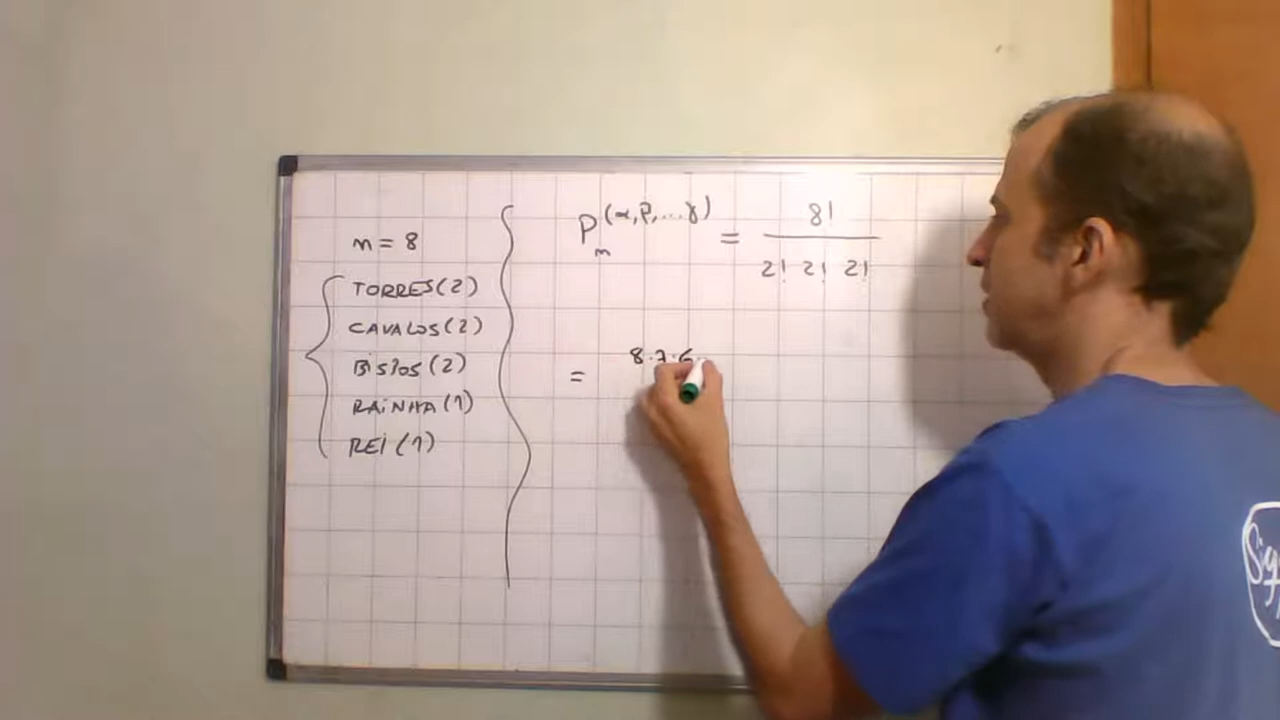 m = 8
TORRES(2)
CAVALOS(2)
BISPOS(2)
RAINHA(1)
REI(1)
P_m^(α,β,...γ) = 8! / 2! 2! 2!
= 8·7·6·